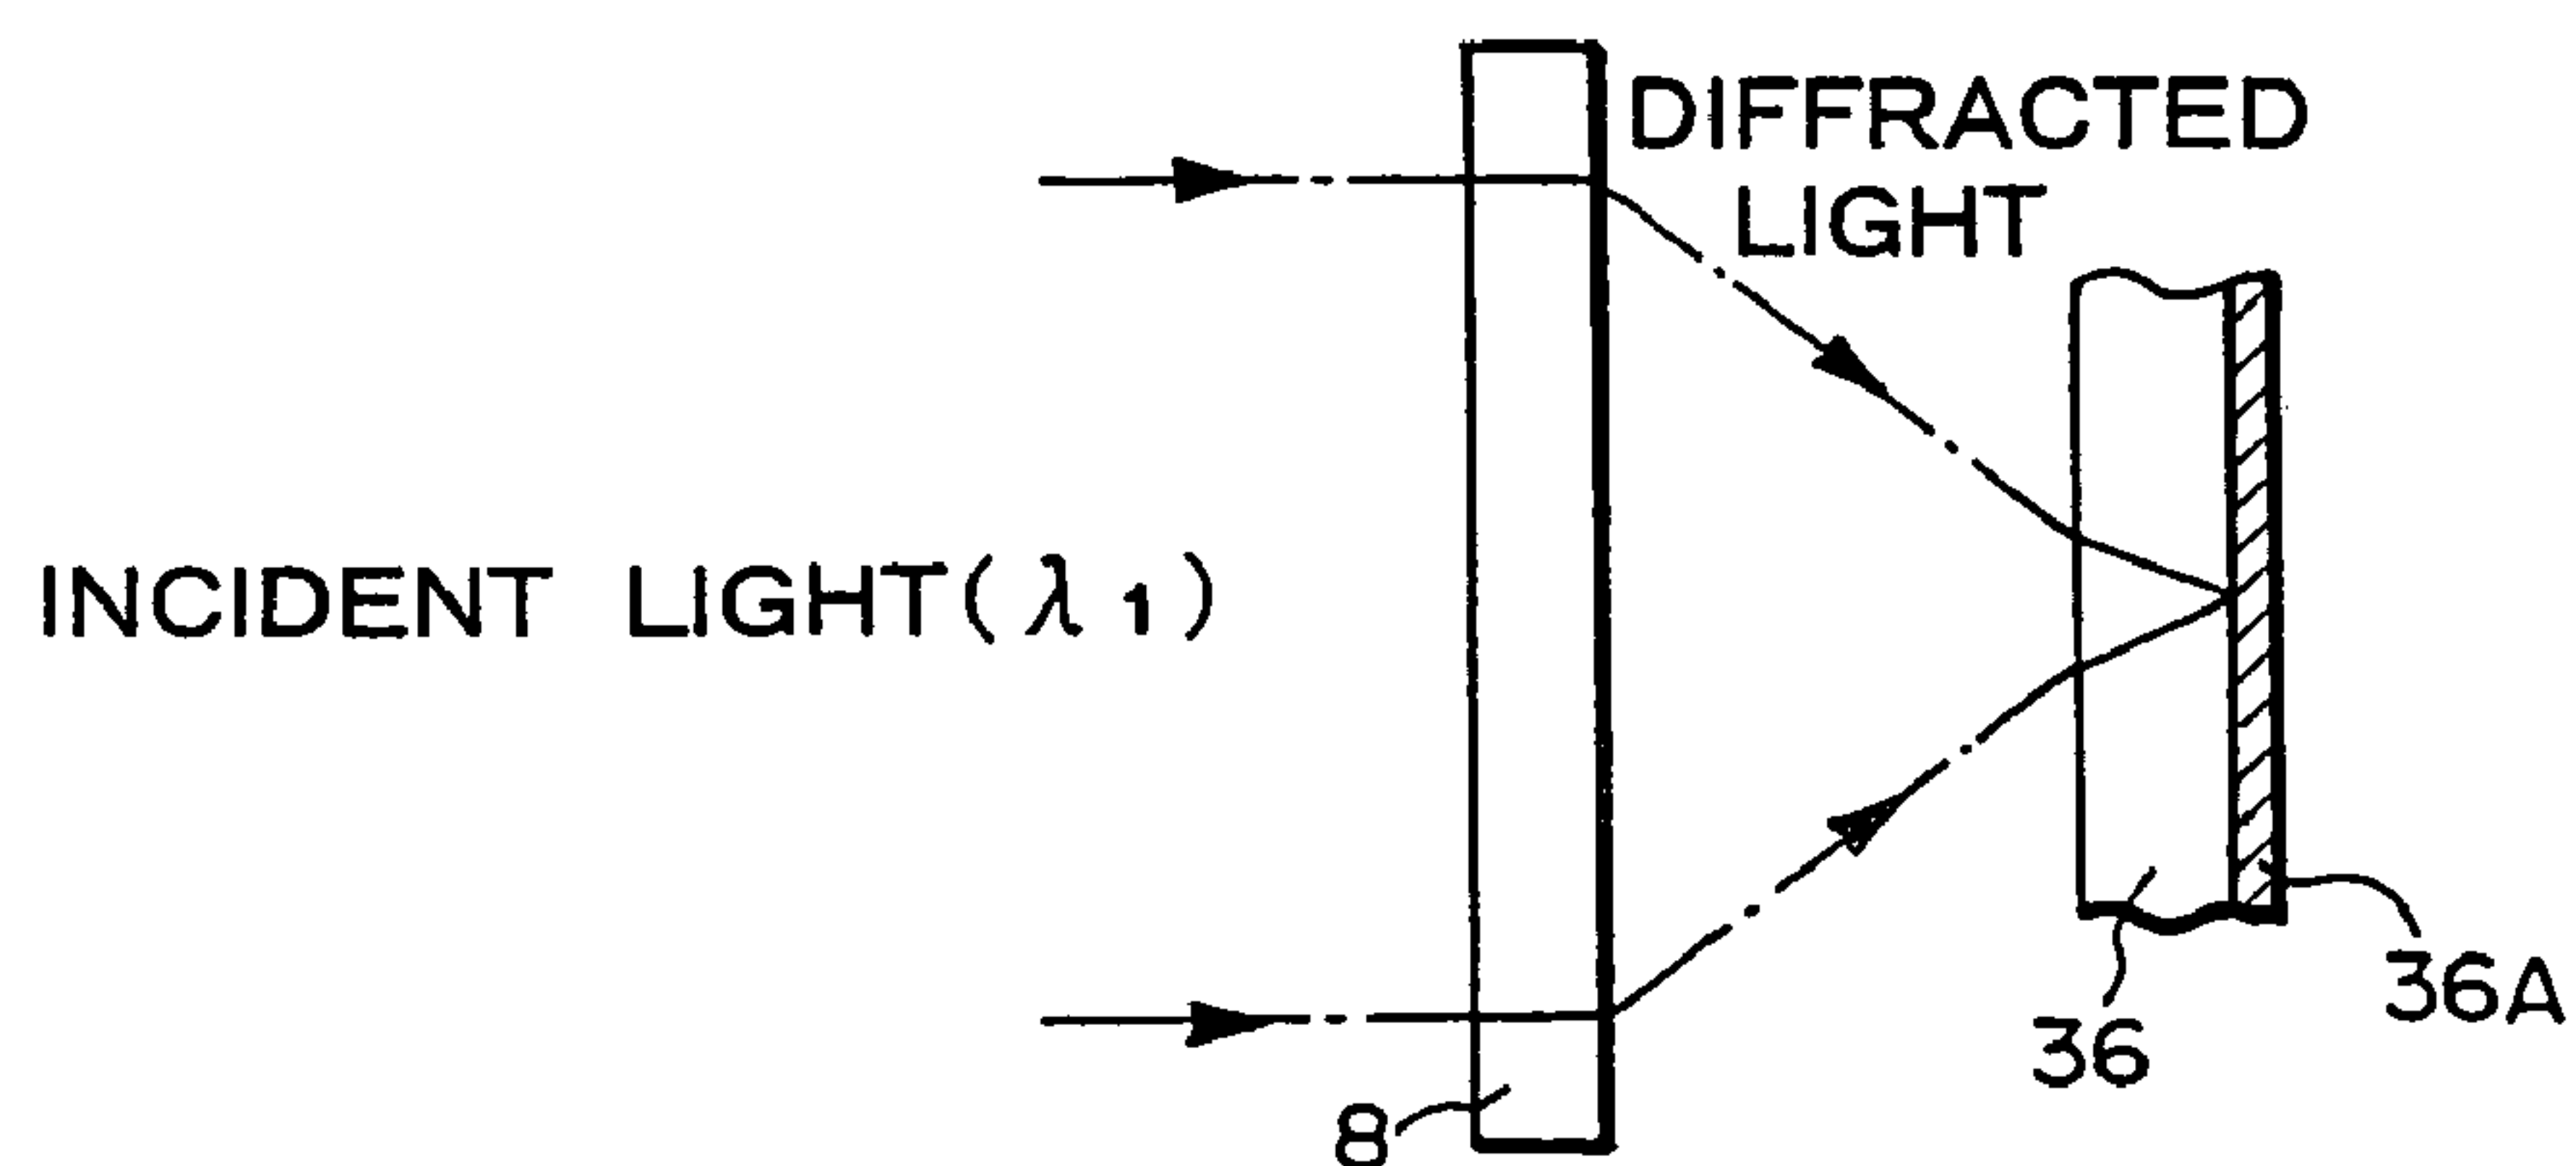 DIFFRACTED
LIGHT
INCIDENT LIGHT(λ1)
36A
36
8